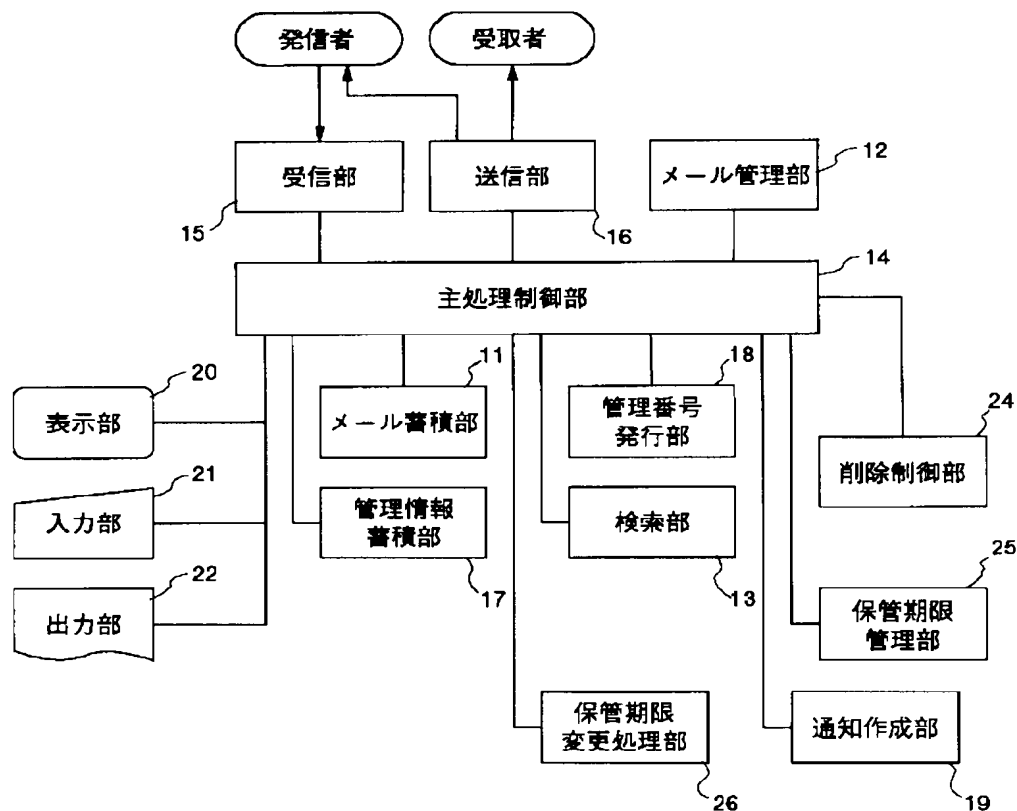 発信者
受取者
受信部
15
送信部
16
メール管理部
12
主処理制御部
14
表示部
20
メール蓄積部
11
管理番号
発行部
18
削除制御部
24
入力部
21
管理情報
蓄積部
17
検索部
13
出力部
22
保管期限
管理部
25
保管期限
変更処理部
26
通知作成部
19